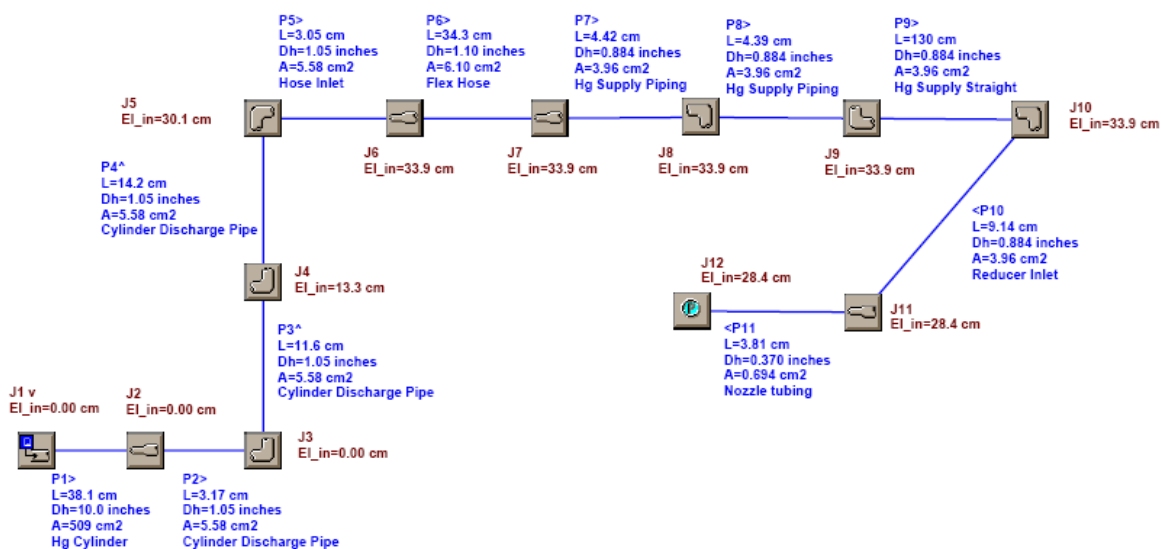 P5>
L=3.05 cm
Dh=1.05 inches
A=5.58 cm2
Hose Inlet
P6>
L=34.3 cm
Dh=1.10 inches
A=6.10 cm2
Flex Hose
P7>
L=4.42 cm
Dh=0.884 inches
A=3.96 cm2
Hg Supply Piping
P8>
L=4.39 cm
Dh=0.884 inches
A=3.96 cm2
Hg Supply Piping
P9>
L=130 cm
Dh=0.884 inches
A=3.96 cm2
Hg Supply Straight
J5
El_in=30.1 cm
J6
El_in=33.9 cm
J7
El_in=33.9 cm
J8
El_in=33.9 cm
J9
El_in=33.9 cm
J10
El_in=33.9 cm
P4^
L=14.2 cm
Dh=1.05 inches
A=5.58 cm2
Cylinder Discharge Pipe
<P10
L=9.14 cm
Dh=0.884 inches
A=3.96 cm2
Reducer Inlet
J4
El_in=13.3 cm
J12
El_in=28.4 cm
P
J11
El_in=28.4 cm
P3^
L=11.6 cm
Dh=1.05 inches
A=5.58 cm2
Cylinder Discharge Pipe
<P11
L=3.81 cm
Dh=0.370 inches
A=0.694 cm2
Nozzle tubing
J1 v
El_in=0.00 cm
J2
El_in=0.00 cm
J3
El_in=0.00 cm
Q
P1>
L=38.1 cm
Dh=10.0 inches
A=509 cm2
Hg Cylinder
P2>
L=3.17 cm
Dh=1.05 inches
A=5.58 cm2
Cylinder Discharge Pipe